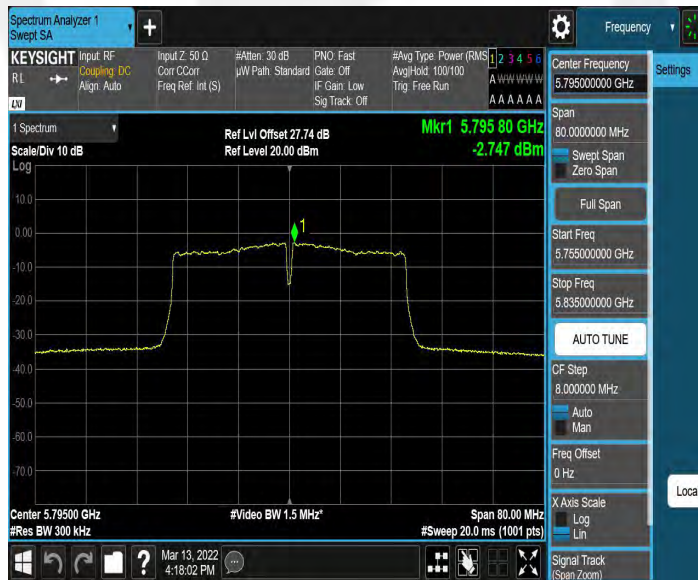 Spectrum Analyzer 1
Swept SA
+
Frequency
KEYSIGHT
RL
LXI
Input: RF
Coupling: DC
Align: Auto
Input Z: 50 Ω
Corr CCorr
Freq Ref: Int (S)
#Atten: 30 dB
µW Path: Standard
PNO: Fast
Gate: Off
IF Gain: Low
Sig Track: Off
#Avg Type: Power (RMS
Avg|Hold: 100/100
Trig: Free Run
1 2 3 4 5 6
A W W W W W
A A A A A A
1 Spectrum
Scale/Div 10 dB
Log
Ref Lvl Offset 27.74 dB
Ref Level 20.00 dBm
Mkr1 5.795 80 GHz
-2.747 dBm
1
10.0
0.00
-10.0
-20.0
-30.0
-40.0
-50.0
-60.0
-70.0
Center 5.79500 GHz
#Res BW 300 kHz
#Video BW 1.5 MHz*
Span 80.00 MHz
#Sweep 20.0 ms (1001 pts)
?
Mar 13, 2022
4:18:02 PM
Center Frequency
5.795000000 GHz
Settings
Span
80.0000000 MHz
Swept Span
Zero Span
Full Span
Start Freq
5.755000000 GHz
Stop Freq
5.835000000 GHz
AUTO TUNE
CF Step
8.000000 MHz
Auto
Man
Freq Offset
0 Hz
X Axis Scale
Log
Lin
Loca
Signal Track
(Span Zoom)